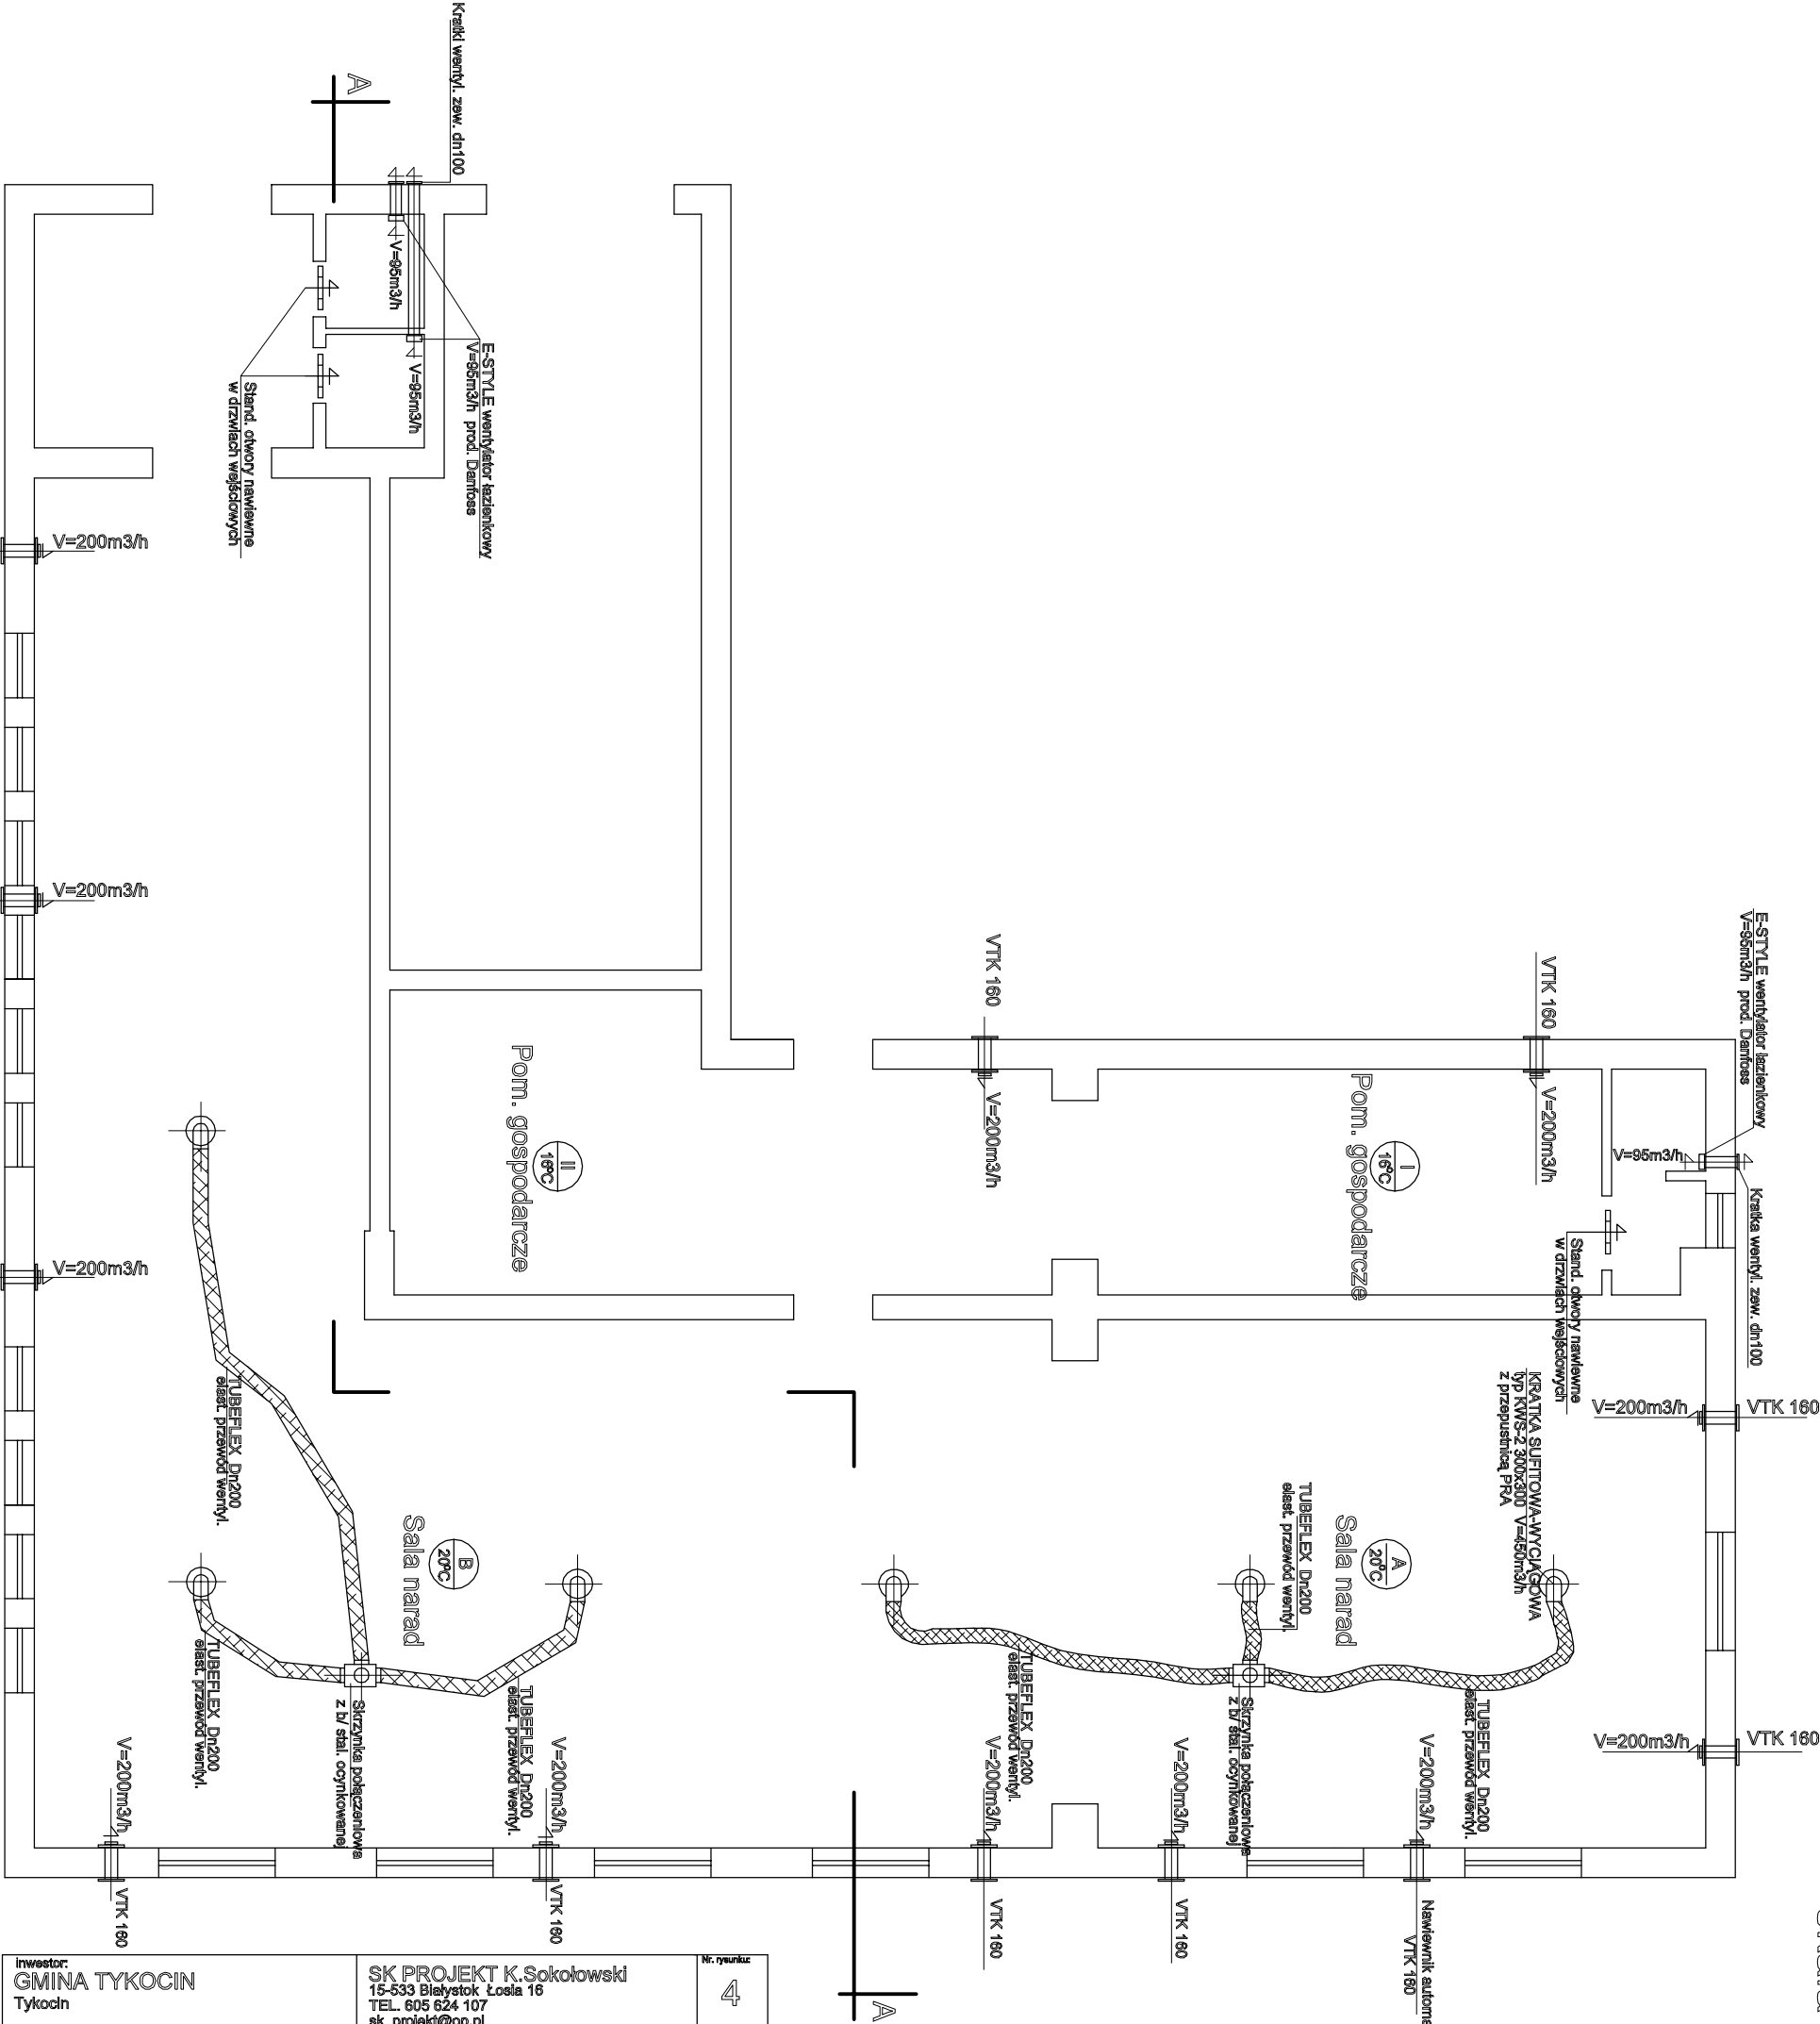 Kratki wentyl. zew. dn100
A
V=95m3/h
V=95m3/h
E-STYLE wentylator łazienkowy
V=95m3/h prod. Danfoss
Stand. otwory nawiewne
w drzwiach wejściowych
V=200m3/h
V=200m3/h
V=200m3/h
VTK 160
V=200m3/h
VTK 160
V=200m3/h
E-STYLE wentylator łazienkowy
V=95m3/h prod. Danfoss
V=95m3/h
Kratka wentyl. zew. dn100
Stand. otwory nawiewne
w drzwiach wejściowych
Pom. gospodarcze
II
16°C
Pom. gospodarcze
I
16°C
KRATKA SUFITOWA-WYCIĄGOWA
typ KWS-2 300x300 V=450m3/h
z przepustnicą PRA
V=200m3/h
VTK 160
V=200m3/h
VTK 160
TUBEFLEX Dn200
elast. przewód wentyl.
Sala narad
B
20°C
TUBEFLEX Dn200
elast. przewód wentyl.
Sala narad
A
20°C
TUBEFLEX Dn200
elast. przewód wentyl.
Skrzynka połączeniowa
z b/ stal. ocynkowanej
TUBEFLEX Dn200
elast. przewód wentyl.
TUBEFLEX Dn200
elast. przewód wentyl.
Skrzynka połączeniowa
z b/ stal. ocynkowanej
TUBEFLEX Dn200
elast. przewód wentyl.
V=200m3/h
VTK 160
V=200m3/h
VTK 160
V=200m3/h
VTK 160
V=200m3/h
VTK 160
V=200m3/h
Nawiewnik
VTK 160
A
Inwestor:
GMINA TYKOCIN
Tykocin
SK PROJEKT K.Sokołowski
15-533 Białystok Łosia 16
TEL. 605 624 107
sk_projekt@op.pl
Nr. rysunku:
4